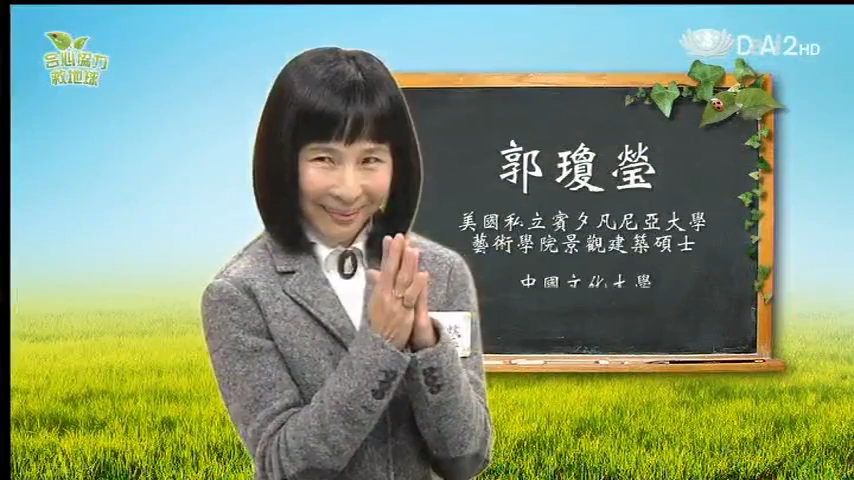 合心協力
救地球
DaAi2HD
郭瓊瑩
美國私立賓夕凡尼亞大學
藝術學院景觀建築碩士
中國文化大學